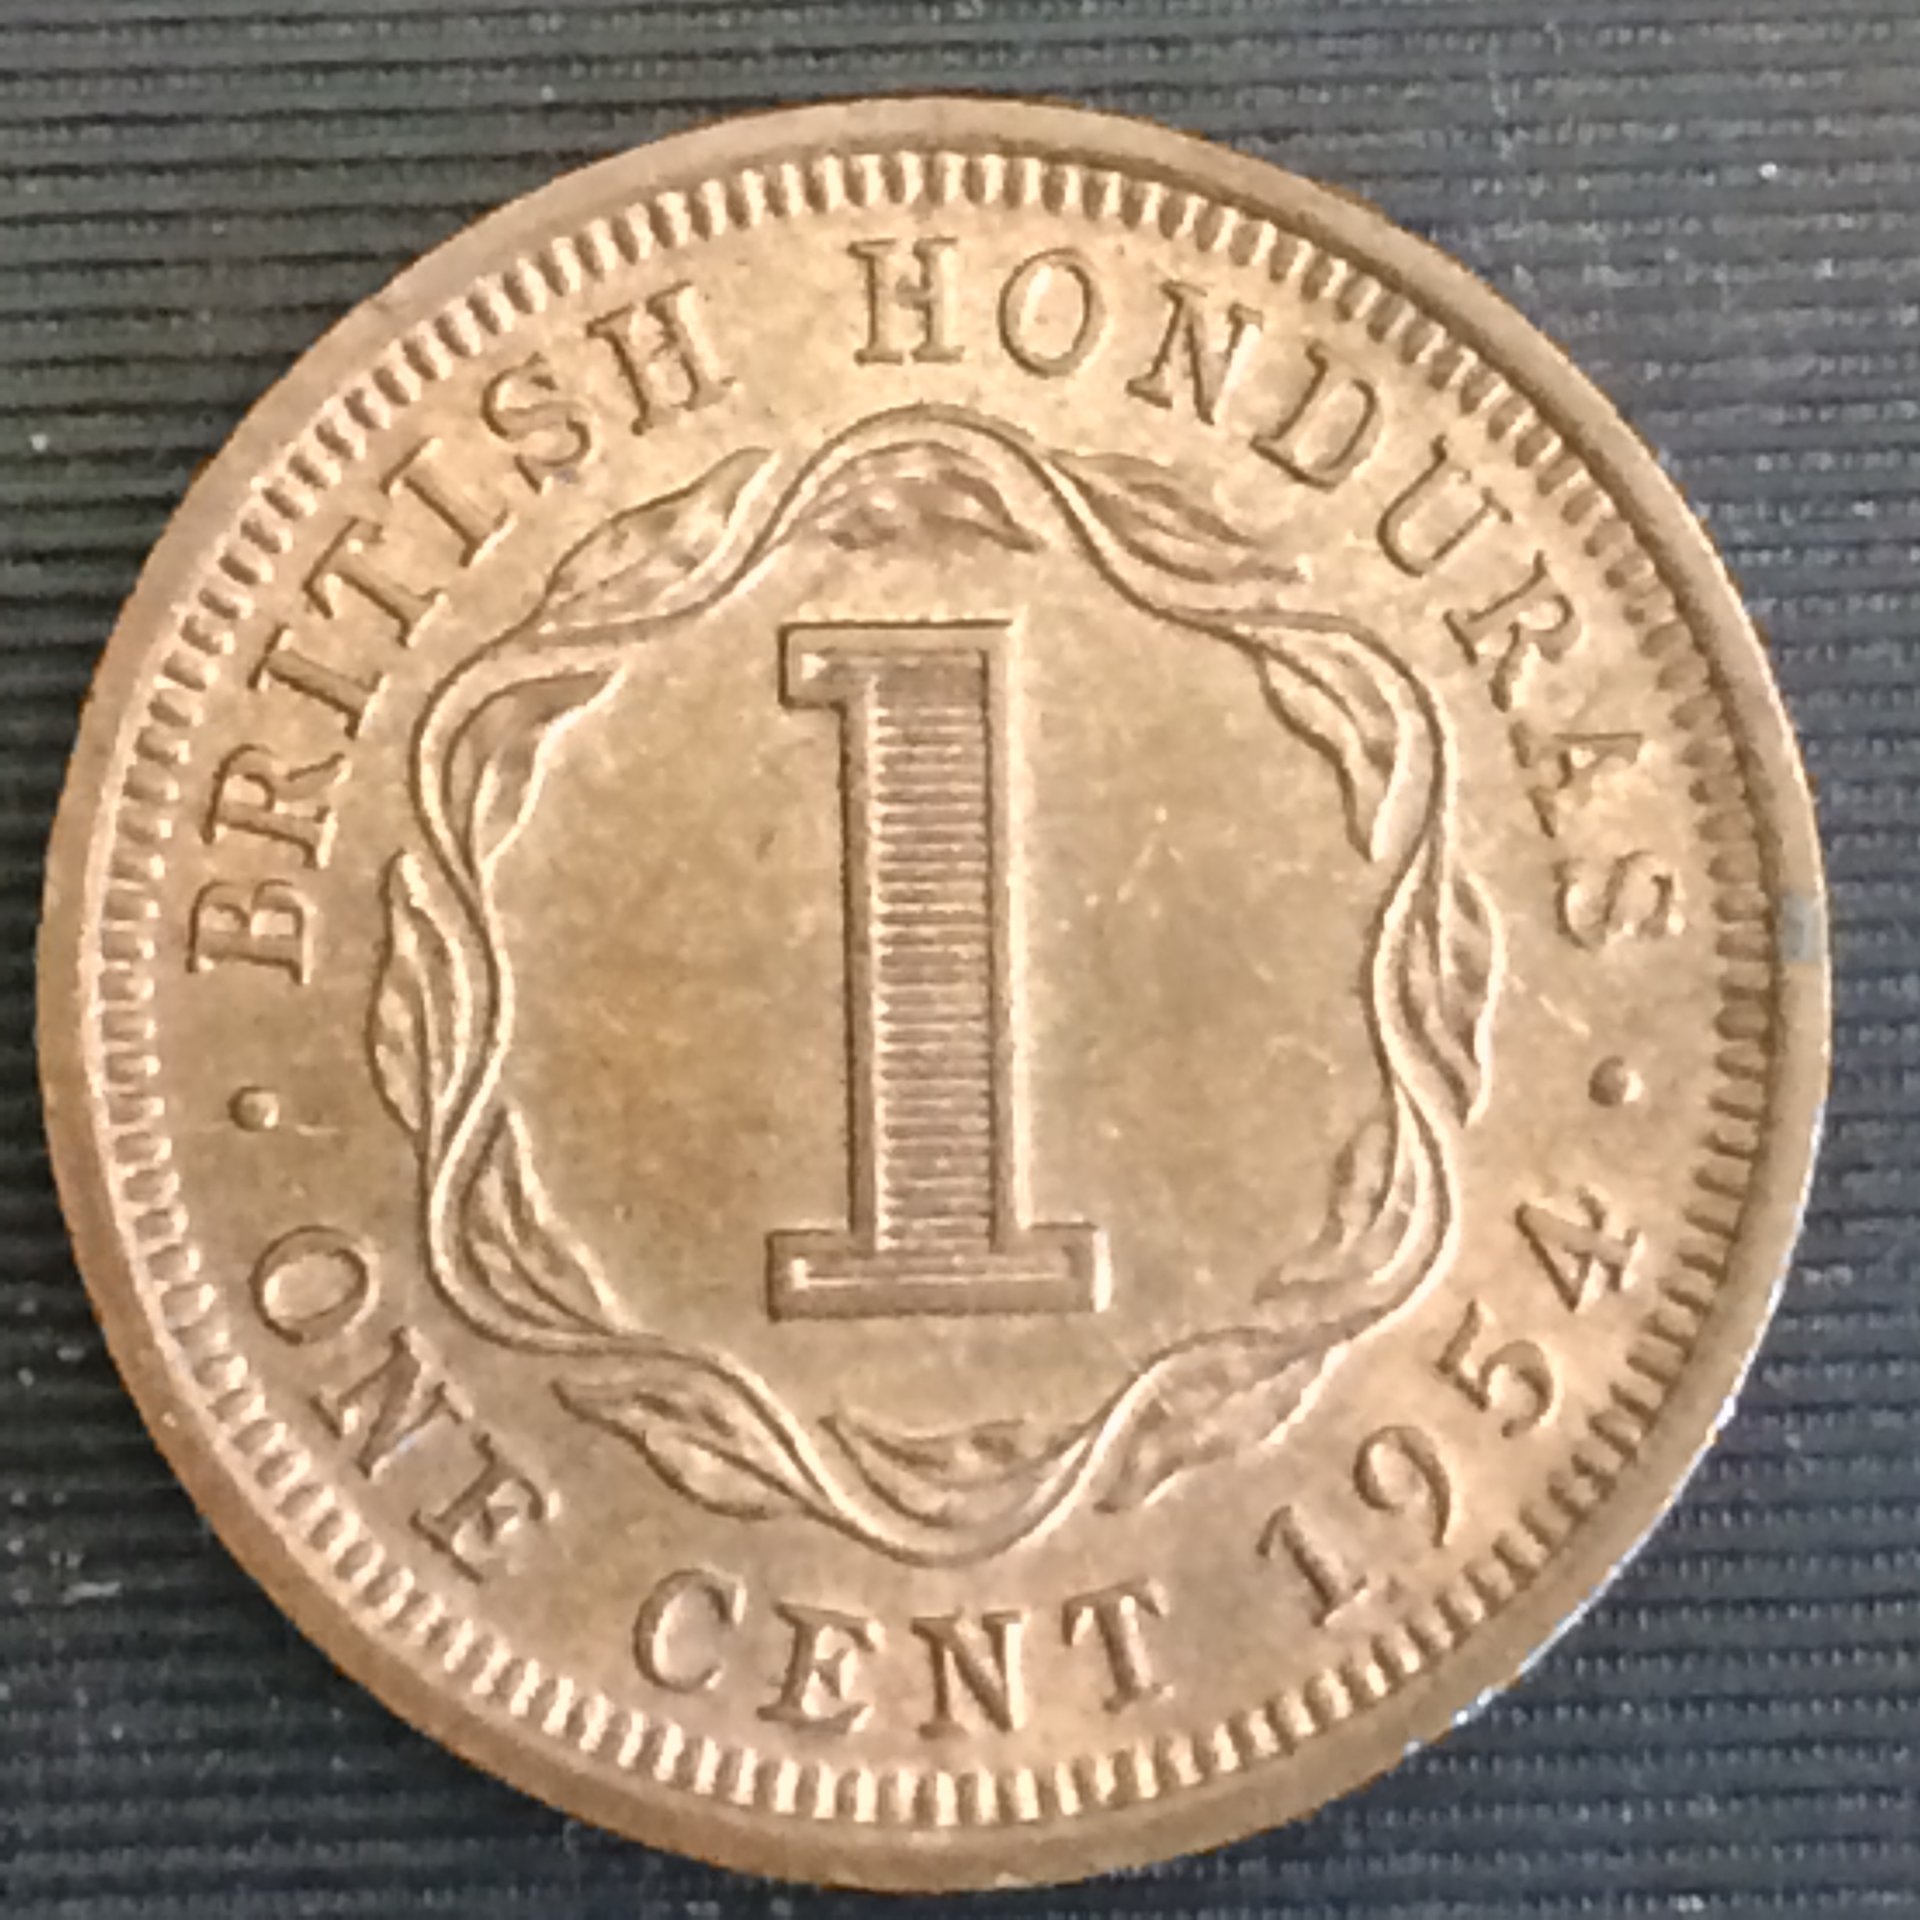 BRITISH HONDURAS
1
· ONE CENT 1954 ·